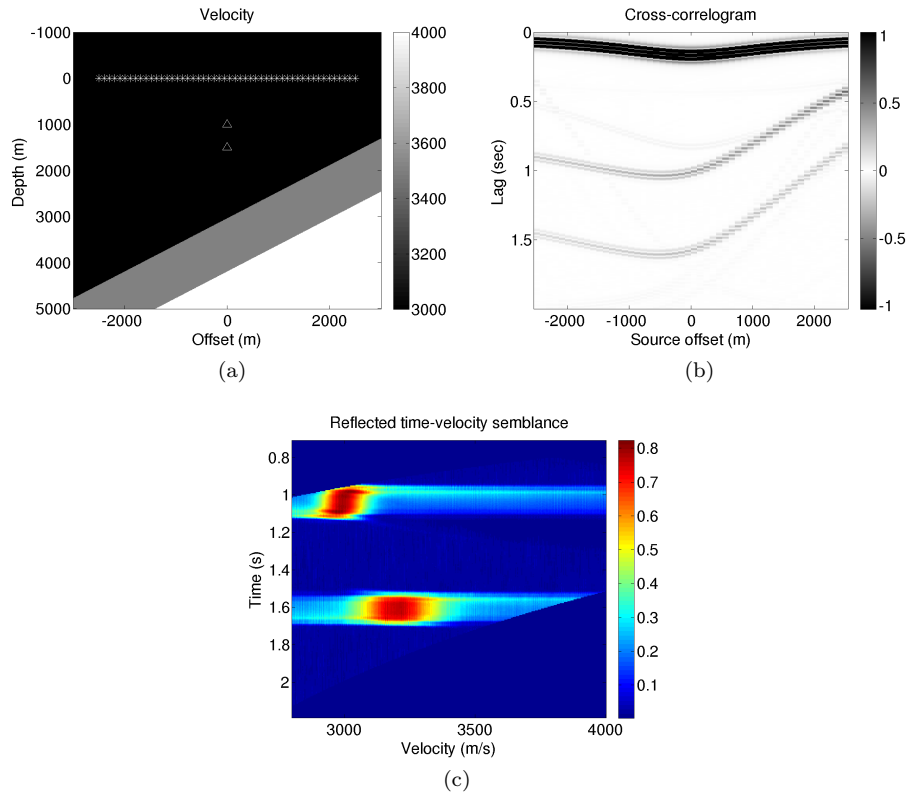 Velocity
-1000
0
1000
2000
3000
4000
5000
Depth (m)
-2000 0 2000
Offset (m)
4000
3800
3600
3400
3200
3000
(a)
Cross-correlogram
0
0.5
1
1.5
Lag (sec)
-2000 -1000 0 1000 2000
Source offset (m)
1
0.5
0
-0.5
-1
(b)
Reflected time-velocity semblance
0.8
1
1.2
1.4
1.6
1.8
2
Time (s)
3000 3500 4000
Velocity (m/s)
0.8
0.7
0.6
0.5
0.4
0.3
0.2
0.1
(c)